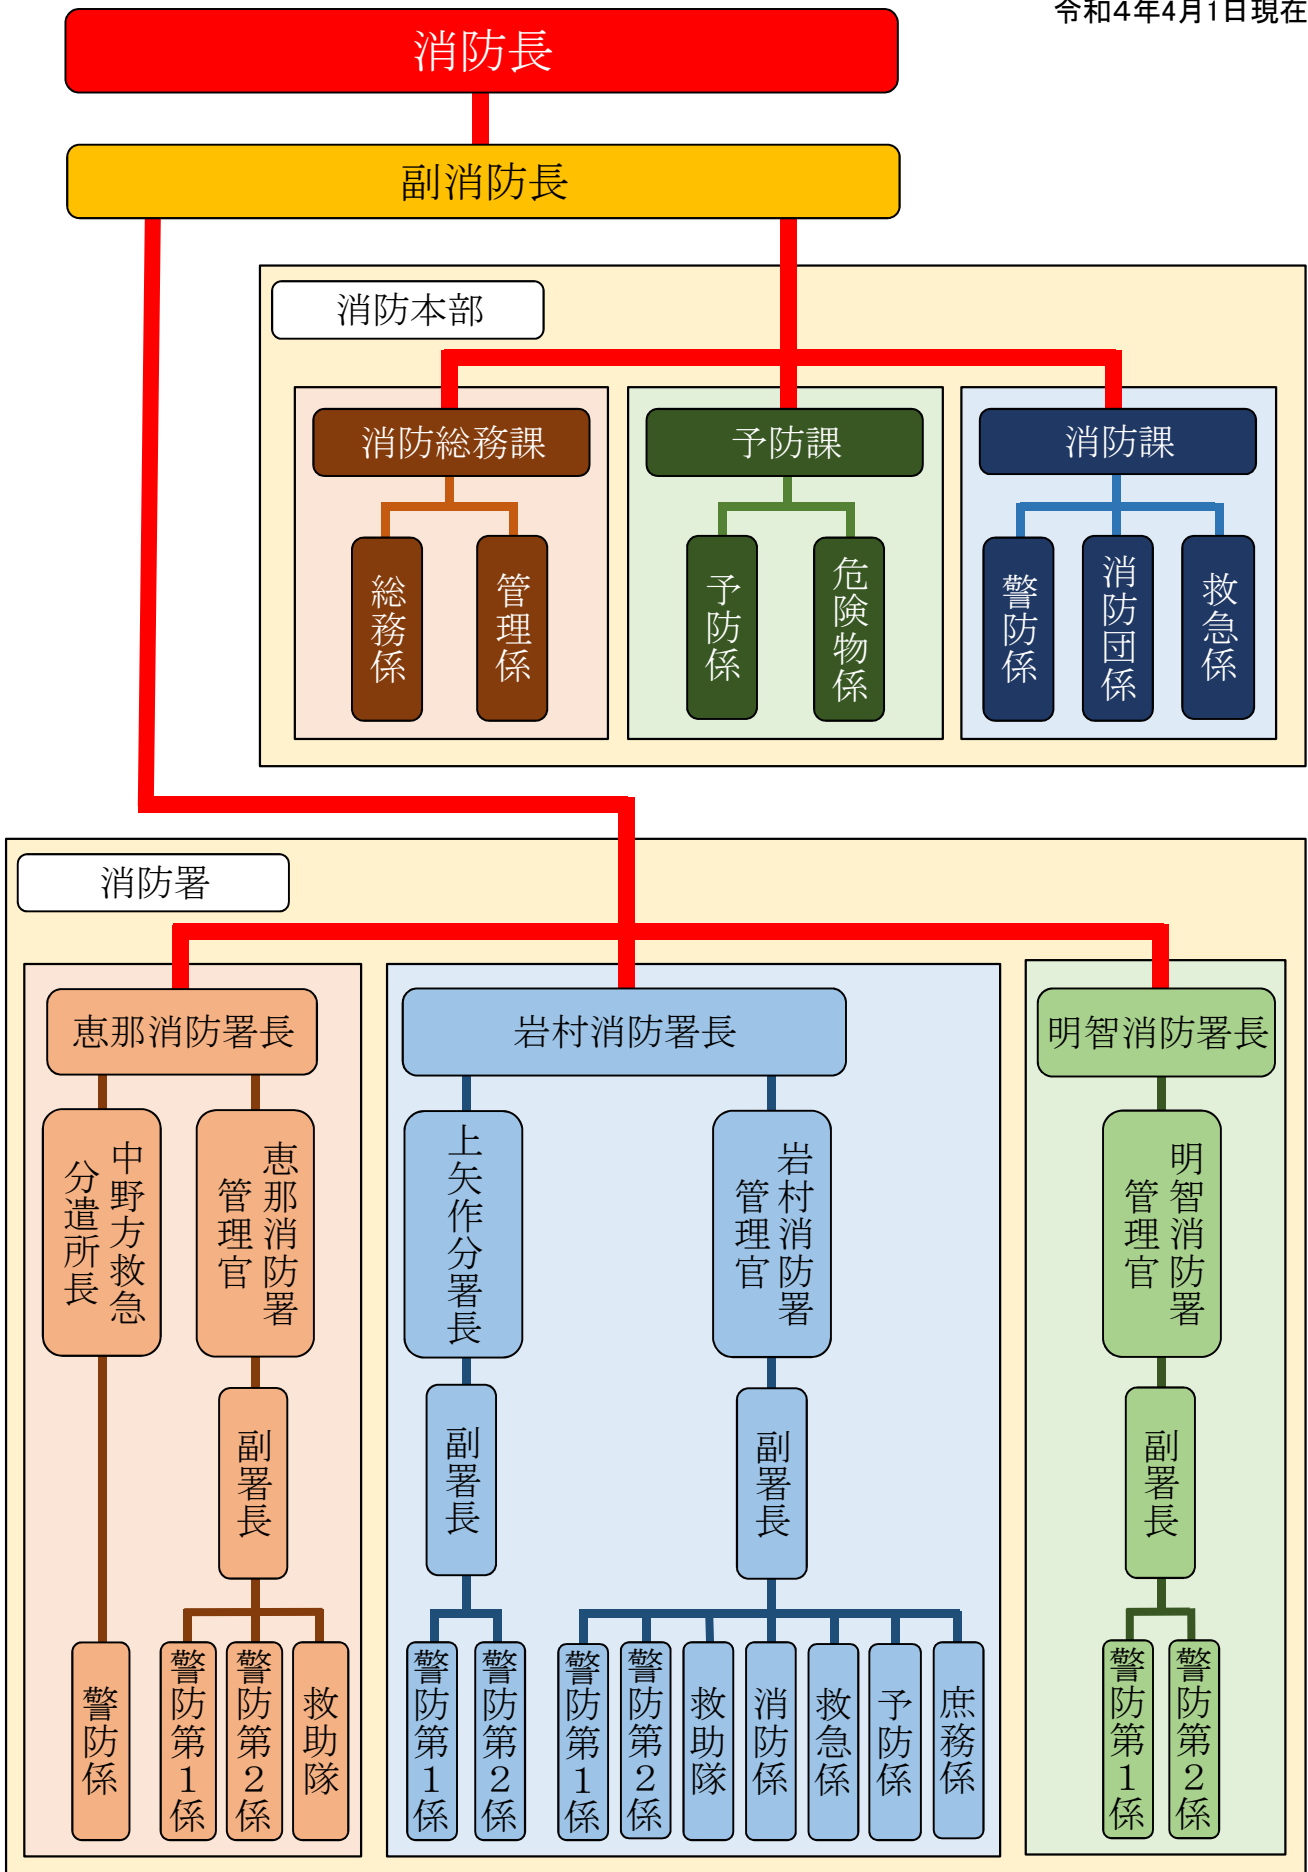 令和４年４月１日現在
消防長
副消防長
消防本部
消防総務課
予防課
消防課
総務係
管理係
予防係
危険物係
警防係
消防団係
救急係
消防署
恵那消防署長
岩村消防署長
明智消防署長
中野方救急
分遣所長
恵那消防署
管理官
上矢作分署長
岩村消防署
管理官
明智消防署
管理官
副署長
副署長
副署長
副署長
警防係
警防第１係
警防第２係
救助隊
警防第１係
警防第２係
警防第１係
警防第２係
救助隊
消防係
救急係
予防係
庶務係
警防第１係
警防第２係